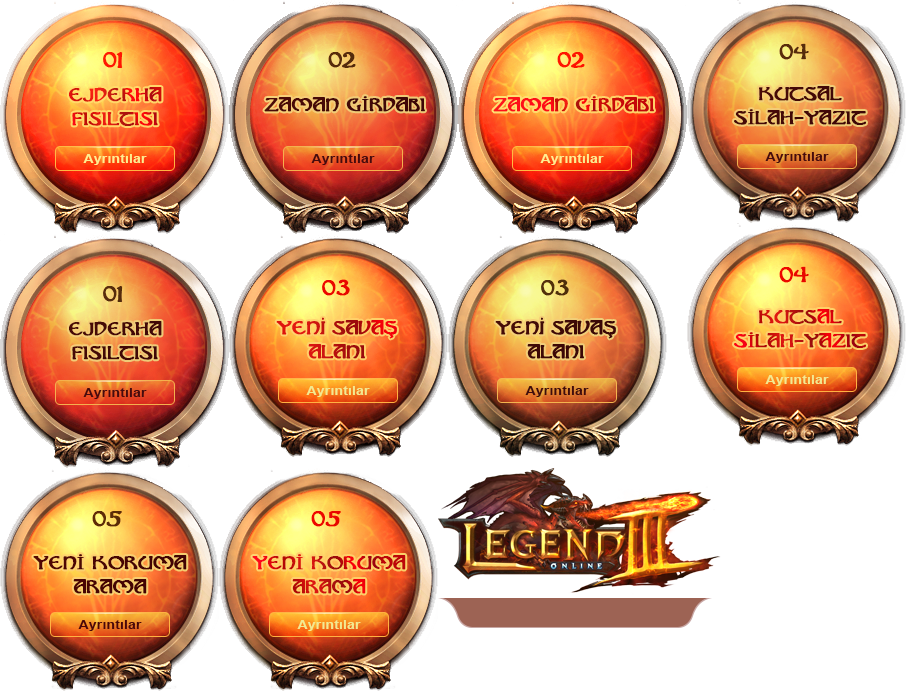 01
EJDERHA
FISILTISI
Ayrıntılar
02
ZAMAN GİRDABI
Ayrıntılar
02
ZAMAN GİRDABI
Ayrıntılar
04
KUTSAL
SİLAH-YAZIT
Ayrıntılar
01
EJDERHA
FISILTISI
Ayrıntılar
03
YENİ SAVAŞ
ALANI
Ayrıntılar
03
YENİ SAVAŞ
ALANI
Ayrıntılar
04
KUTSAL
SİLAH-YAZIT
Ayrıntılar
05
YENİ KORUMA
ARAMA
Ayrıntılar
05
YENİ KORUMA
ARAMA
Ayrıntılar
LEGEND III
ONLINE